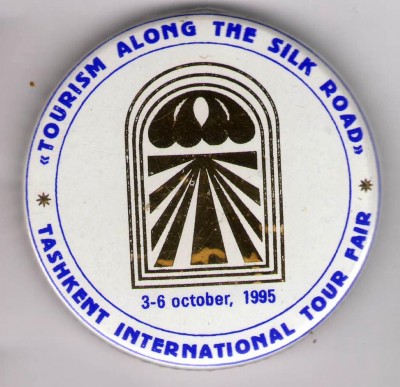 «TOURISM ALONG THE SILK ROAD»
3-6 october, 1995
* TASHKENT INTERNATIONAL TOUR FAIR *